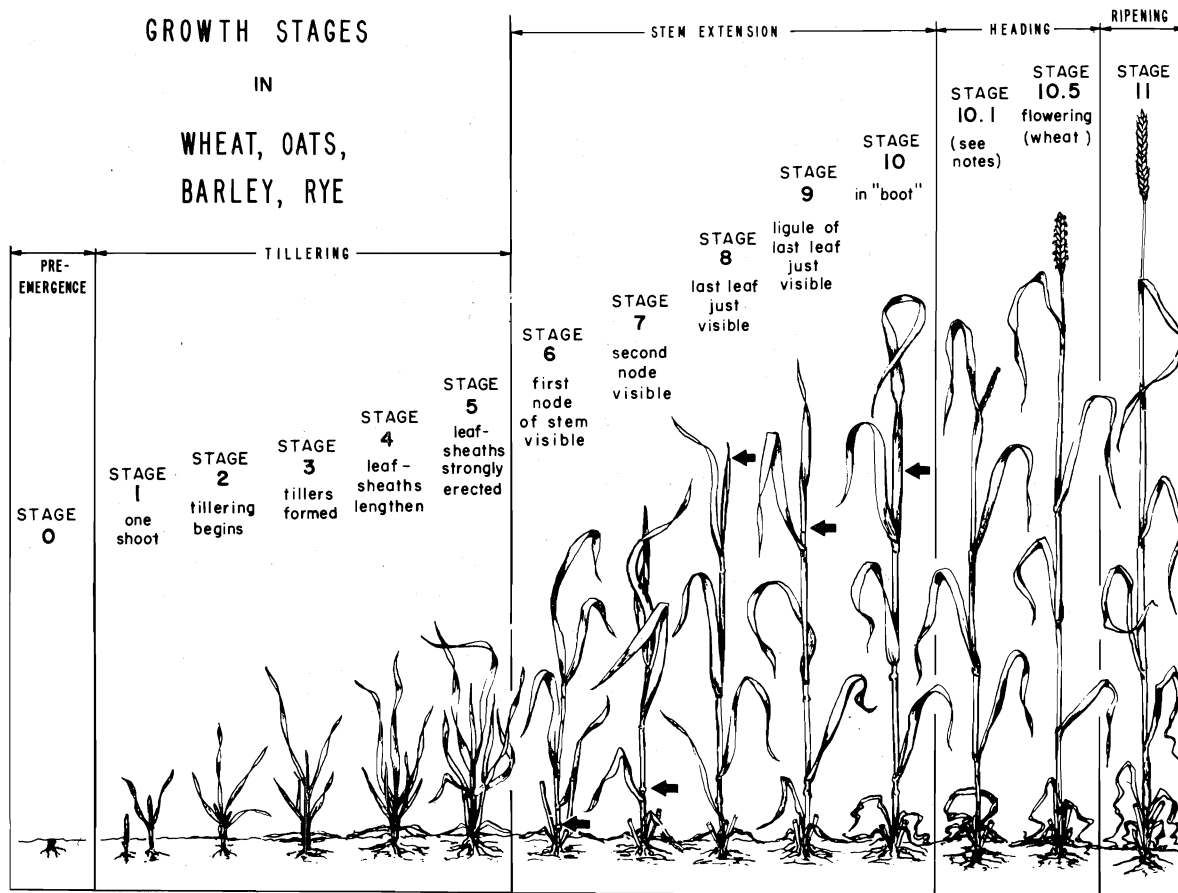 GROWTH STAGES
IN
WHEAT, OATS,
BARLEY, RYE
PRE-
EMERGENCE
TILLERING
STEM EXTENSION
HEADING
RIPENING
STAGE
0
STAGE
1
one
shoot
STAGE
2
tillering
begins
STAGE
3
tillers
formed
STAGE
4
leaf-
sheaths
lengthen
STAGE
5
leaf-
sheaths
strongly
erected
STAGE
6
first
node
of stem
visible
STAGE
7
second
node
visible
STAGE
8
last leaf
just
visible
STAGE
9
ligule of
last leaf
just
visible
STAGE
10
in "boot"
STAGE
10.1
(see
notes)
STAGE
10.5
flowering
(wheat)
STAGE
11